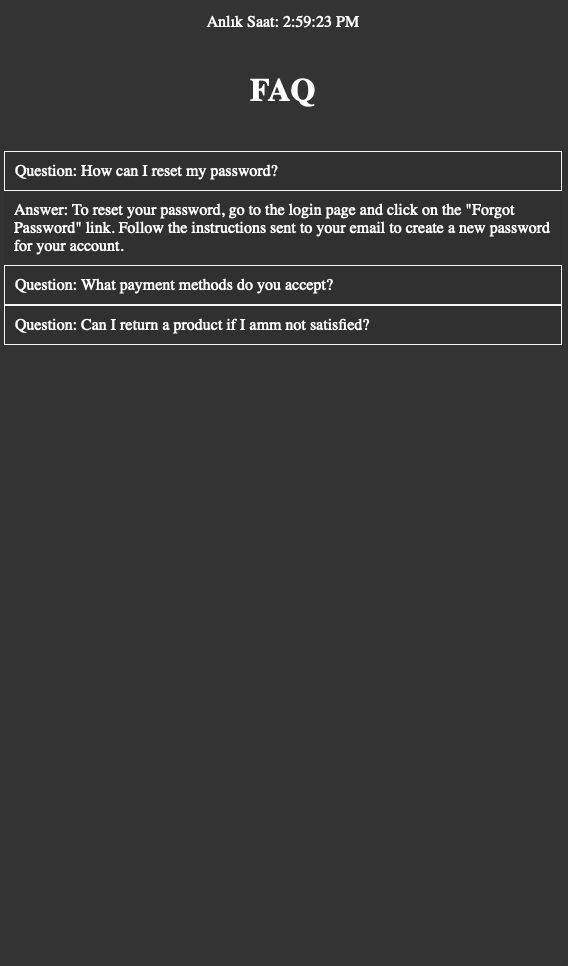 Anlık Saat: 2:59:23 PM
FAQ
Question: How can I reset my password?
Answer: To reset your password, go to the login page and click on the "Forgot
Password" link. Follow the instructions sent to your email to create a new password
for your account.
Question: What payment methods do you accept?
Question: Can I return a product if I amm not satisfied?